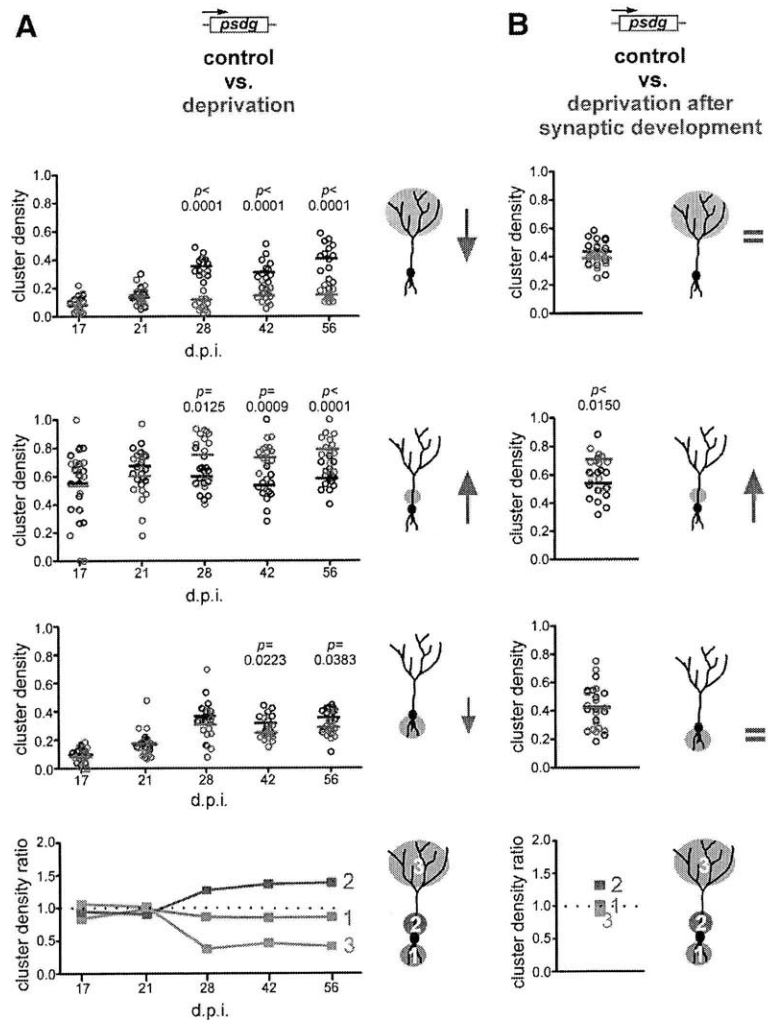 A
psdg
control
vs.
deprivation
B
psdg
control
vs.
deprivation after
synaptic development
cluster density
1.0
0.8
0.6
0.4
0.2
0.0
p<
0.0001
p<
0.0001
p<
0.0001
17 21 28 42 56
d.p.i.
cluster density
1.0
0.8
0.6
0.4
0.2
0.0
=
cluster density
1.0
0.8
0.6
0.4
0.2
0.0
p=
0.0125
p=
0.0009
p<
0.0001
17 21 28 42 56
d.p.i.
cluster density
1.0
0.8
0.6
0.4
0.2
0.0
p<
0.0150
cluster density
1.0
0.8
0.6
0.4
0.2
0.0
p=
0.0223
p=
0.0383
17 21 28 42 56
d.p.i.
cluster density
1.0
0.8
0.6
0.4
0.2
0.0
=
cluster density ratio
2.0
1.5
1.0
0.5
0.0
2
1
3
17 21 28 42 56
d.p.i.
3
2
1
cluster density ratio
2.0
1.5
1.0
0.5
0.0
2
1
3
3
2
1